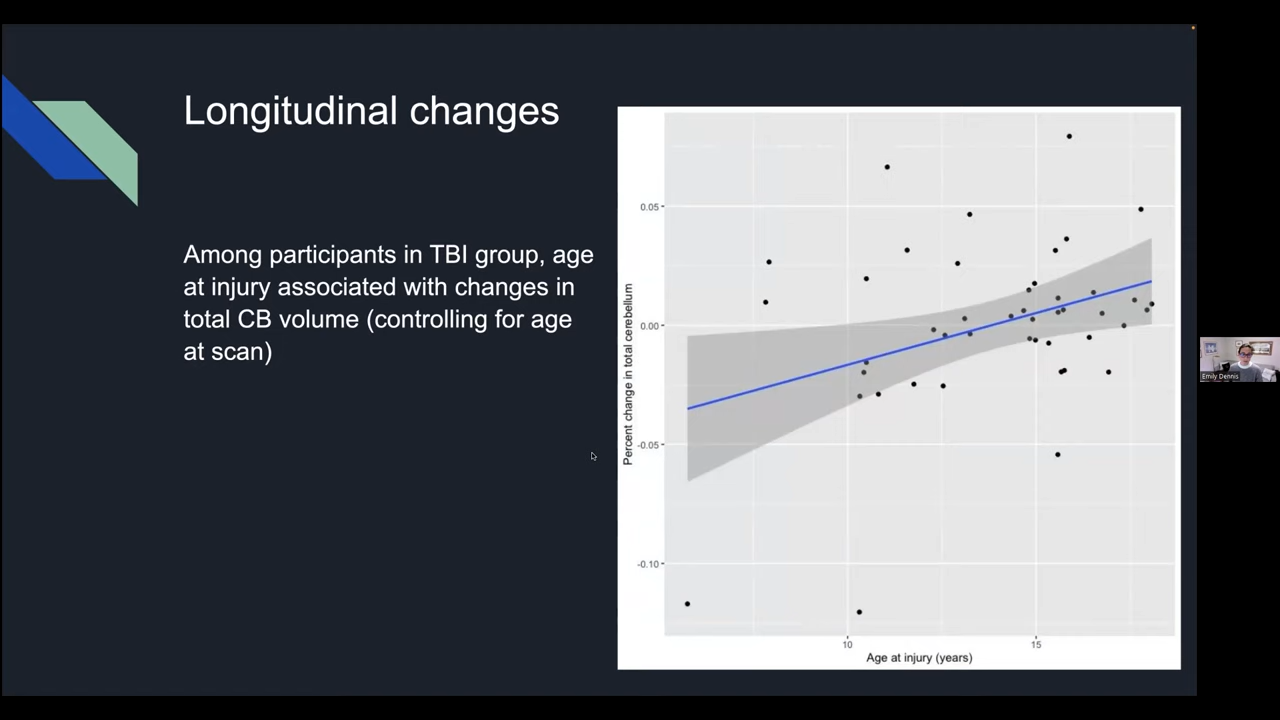 Longitudinal changes
Among participants in TBI group, age
at injury associated with changes in
total CB volume (controlling for age
at scan)
Percent change in total cerebellum
0.05
0.00
-0.05
-0.10
10
15
Age at injury (years)
Emily Dennis